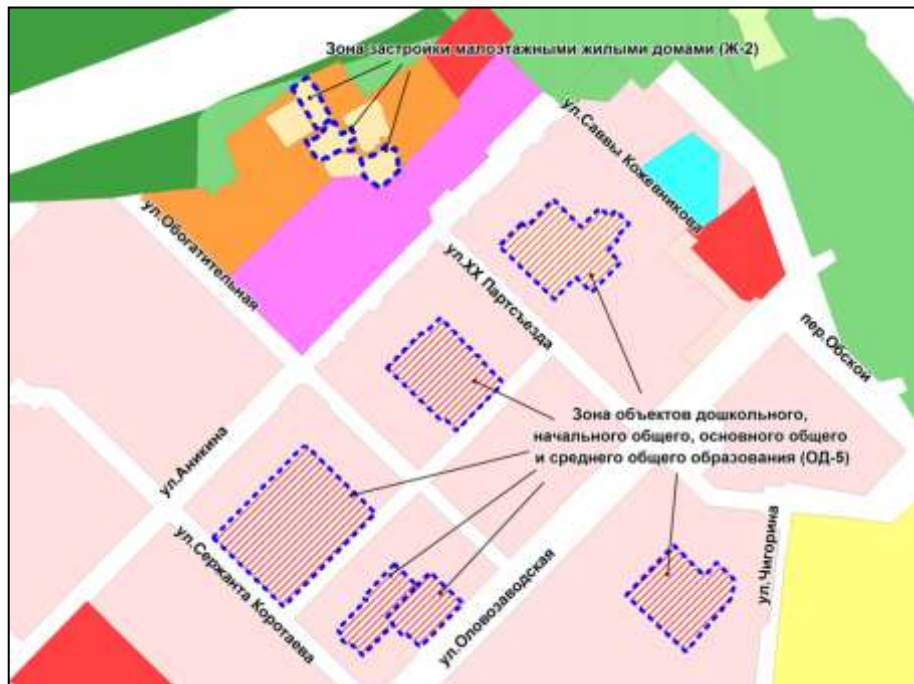 Зона застройки малоэтажными жилыми домами (Ж-2)
ул.Саввы Кожевникова
ул.Обогатительная
ул.ХХ Партсъезда
пер.Обской
Зона объектов дошкольного,
начального общего, основного общего
и среднего общего образования (ОД-5)
ул.Аникина
ул.Сержанта Коротаева
ул.Оловозаводская
ул.Чигорина